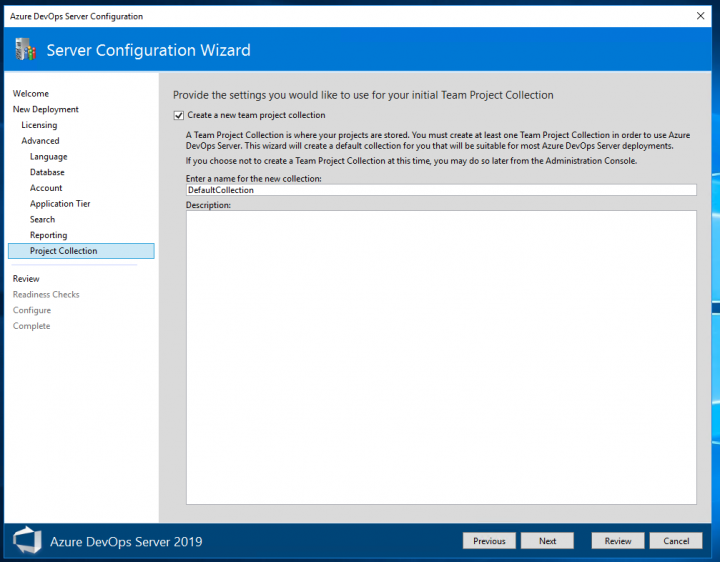 Azure DevOps Server Configuration
Server Configuration Wizard
Welcome
New Deployment
Licensing
Advanced
Language
Database
Account
Application Tier
Search
Reporting
Project Collection
Review
Readiness Checks
Configure
Complete
Provide the settings you would like to use for your initial Team Project Collection
Create a new team project collection
A Team Project Collection is where your projects are stored. You must create at least one Team Project Collection in order to use Azure
DevOps Server. This wizard will create a default collection for you that will be suitable for most Azure DevOps Server deployments.
If you choose not to create a Team Project Collection at this time, you may do so later from the Administration Console.
Enter a name for the new collection:
DefaultCollection
Description:
Azure DevOps Server 2019
Previous
Next
Review
Cancel